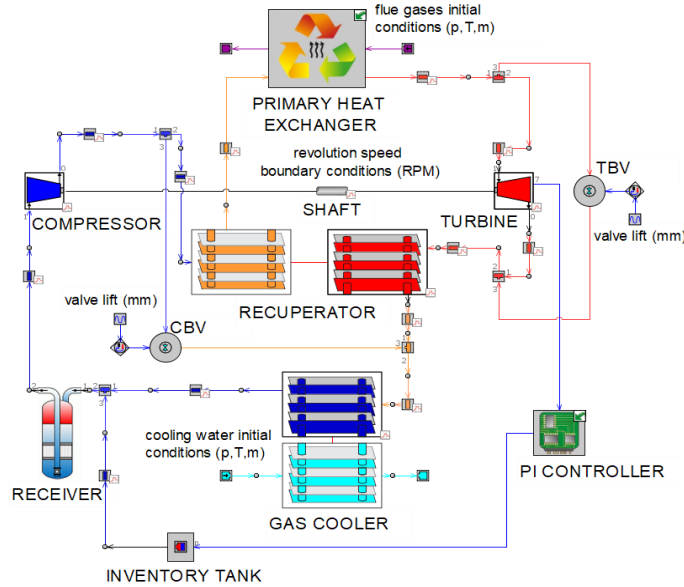 flue gases initial
conditions (p,T,m)
PRIMARY HEAT
EXCHANGER
revolution speed
boundary conditions (RPM)
TBV
COMPRESSOR
SHAFT
TURBINE
valve lift (mm)
valve lift (mm)
RECUPERATOR
CBV
cooling water initial
conditions (p,T,m)
RECEIVER
GAS COOLER
PI CONTROLLER
INVENTORY TANK